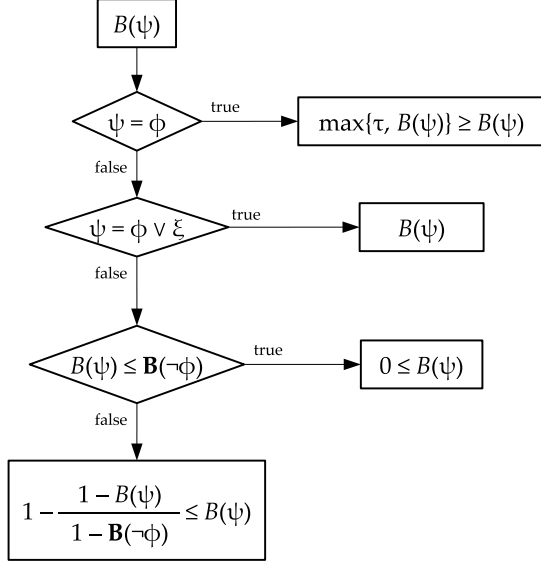 B(ψ)
true
ψ = ϕ
max{τ, B(ψ)} ≥ B(ψ)
false
true
ψ = ϕ ∨ ξ
B(ψ)
false
true
B(ψ) ≤ B(¬ϕ)
0 ≤ B(ψ)
false
1 − B(ψ)
1 − ≤ B(ψ)
1 − B(¬ϕ)